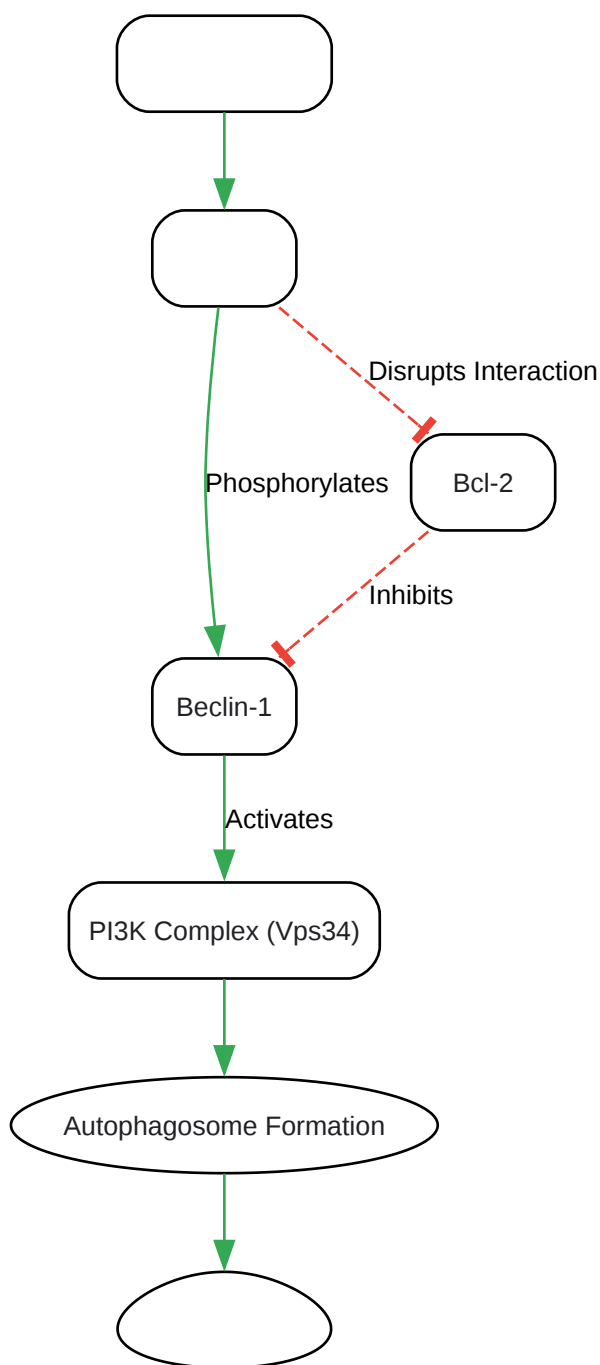 Disrupts Interaction
Phosphorylates
Bcl-2
Inhibits
Beclin-1
Activates
PI3K Complex (Vps34)
Autophagosome Formation